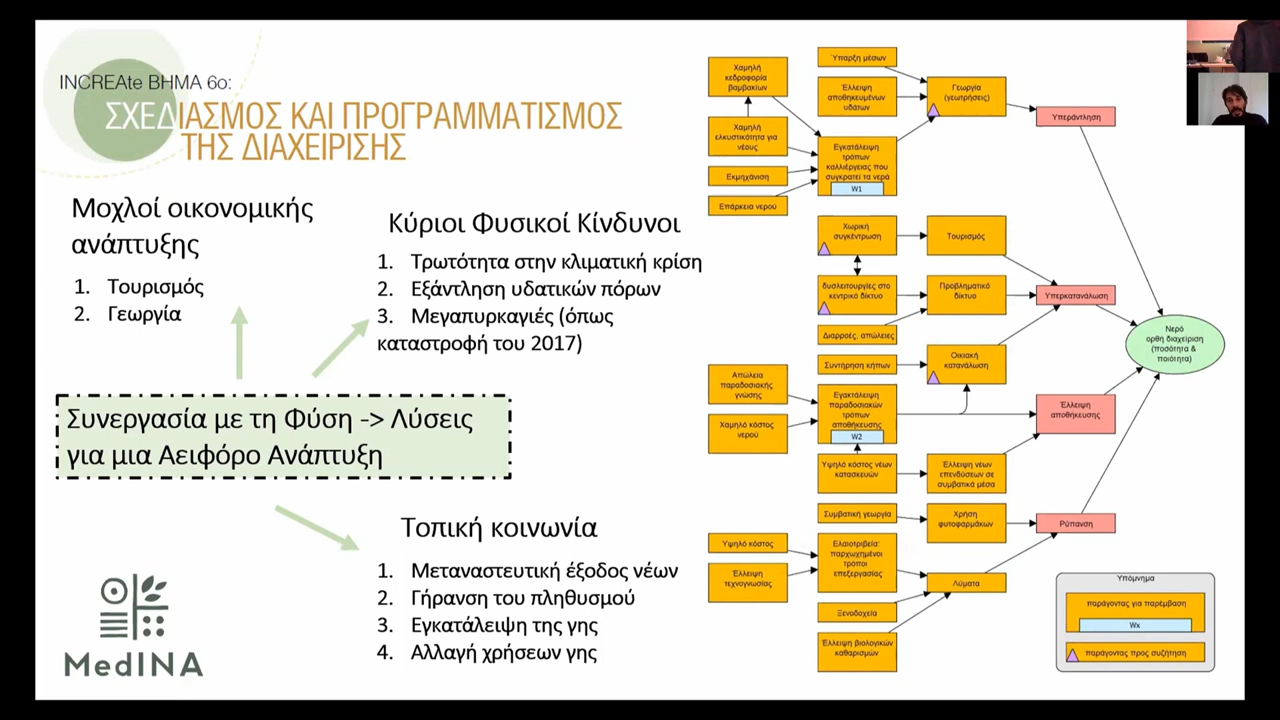 INCREAte ΒΗΜΑ 6ο:
ΣΧΕΔΙΑΣΜΟΣ ΚΑΙ ΠΡΟΓΡΑΜΜΑΤΙΣΜΟΣ
ΤΗΣ ΔΙΑΧΕΙΡΙΣΗΣ
Μοχλοί οικονομικής
ανάπτυξης
1. Τουρισμός
2. Γεωργία
Κύριοι Φυσικοί Κίνδυνοι
1. Τρωτότητα στην κλιματική κρίση
2. Εξάντληση υδατικών πόρων
3. Μεγαπυρκαγιές (όπως
καταστροφή του 2017)
Συνεργασία με τη Φύση -> Λύσεις
για μια Αειφόρο Ανάπτυξη
Τοπική κοινωνία
1. Μεταναστευτική έξοδος νέων
2. Γήρανση του πληθυσμού
3. Εγκατάλειψη της γης
4. Αλλαγή χρήσεων γης
MedINA
Χαμηλή
κεδροφορία
βαμβακίων
Χαμηλή
ελκυστικότητα για
νέους
Εκμηχάνιση
Επάρκεια νερού
Ύπαρξη μέσων
Έλλειψη
αποθηκευμένων
υδάτων
Εγκατάλειψη
τρόπων
καλλιέργειας που
συγκρατεί τα νερά
W1
Γεωργία
(γεωτρήσεις)
Υπεράντληση
Χωρική
συγκέντρωση
Τουρισμός
δυσλειτουργίες στο
κεντρικό δίκτυο
Προβληματικό
δίκτυο
Υπερκατανάλωση
Διαρροές, απώλειες
Συντήρηση κήπων
Οικιακή
κατανάλωση
Νερό
ορθή διαχείριση
(ποσότητα &
ποιότητα)
Απώλεια
παραδοσιακής
γνώσης
Χαμηλό κόστος
νερού
Εγακτάλειψη
παραδοσιακών
τρόπων
αποθήκευσης
W2
Έλλειψη
αποθήκευσης
Υψηλό κόστος νέων
κατασκευών
Έλλειψη νέων
επενδύσεων σε
συμβατικά μέσα
Συμβατική γεωργία
Χρήση
φυτοφαρμάκων
Ρύπανση
Υψηλό κόστος
Έλλειψη
τεχνογνωσίας
Ελαιοτριβεία:
παρχωχημένοι
τρόποι
επεξεργασίας
Λύματα
Ξενοδοχεία
Έλλειψη βιολογικών
καθαρισμών
Υπόμνημα
παράγοντας για παρέμβαση
Wx
παράγοντας προς συζήτηση